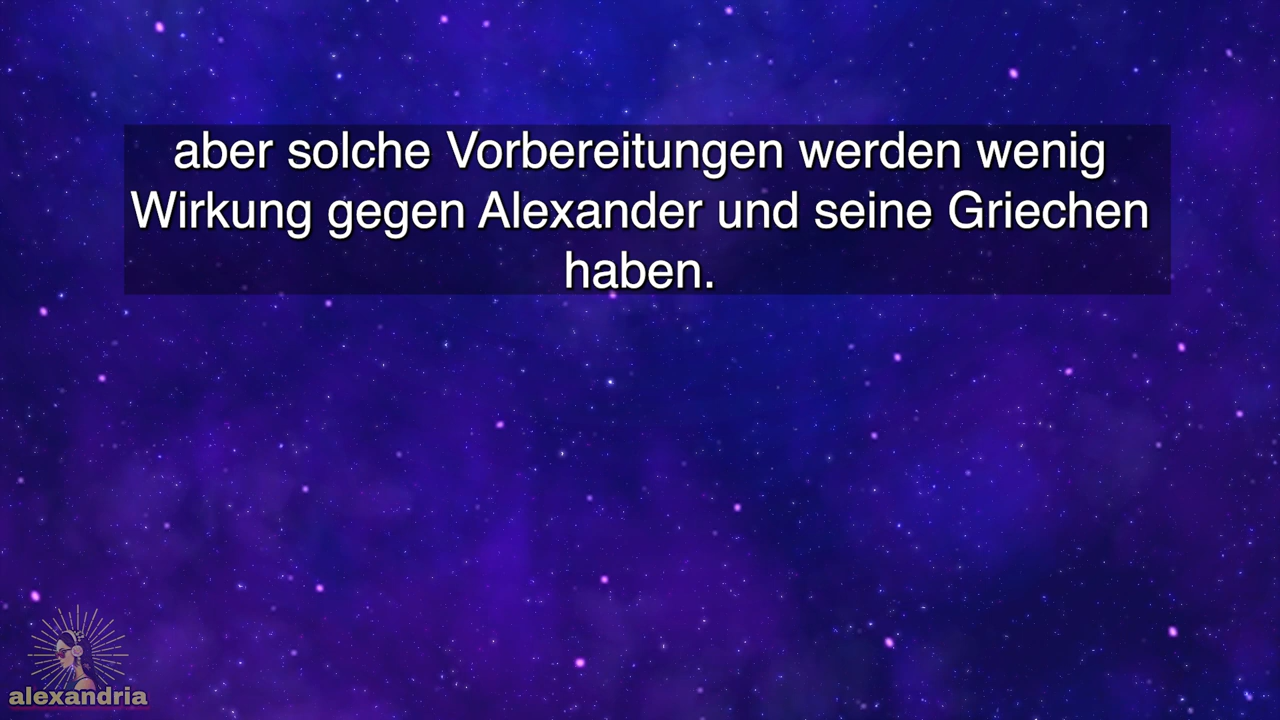 aber solche Vorbereitungen werden wenig
Wirkung gegen Alexander und seine Griechen
haben.
alexandria